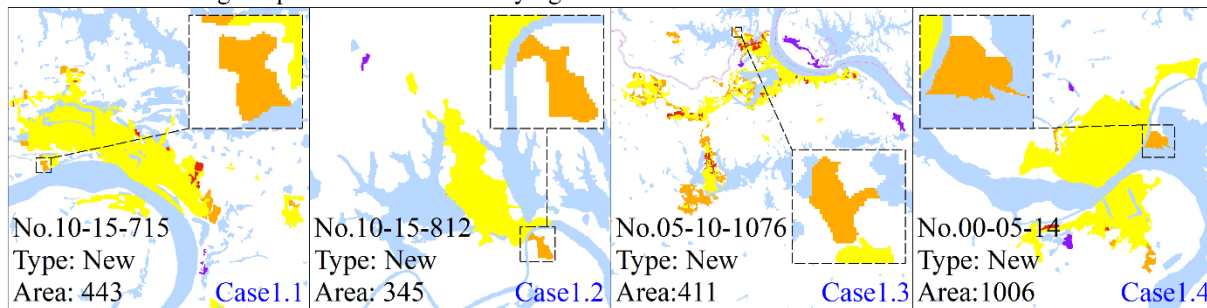 No.10-15-715
Type: New
Area: 443
Case1.1
No.10-15-812
Type: New
Area: 345
Case1.2
No.05-10-1076
Type: New
Area:411
Case1.3
No.00-05-14
Type: New
Area:1006
Case1.4